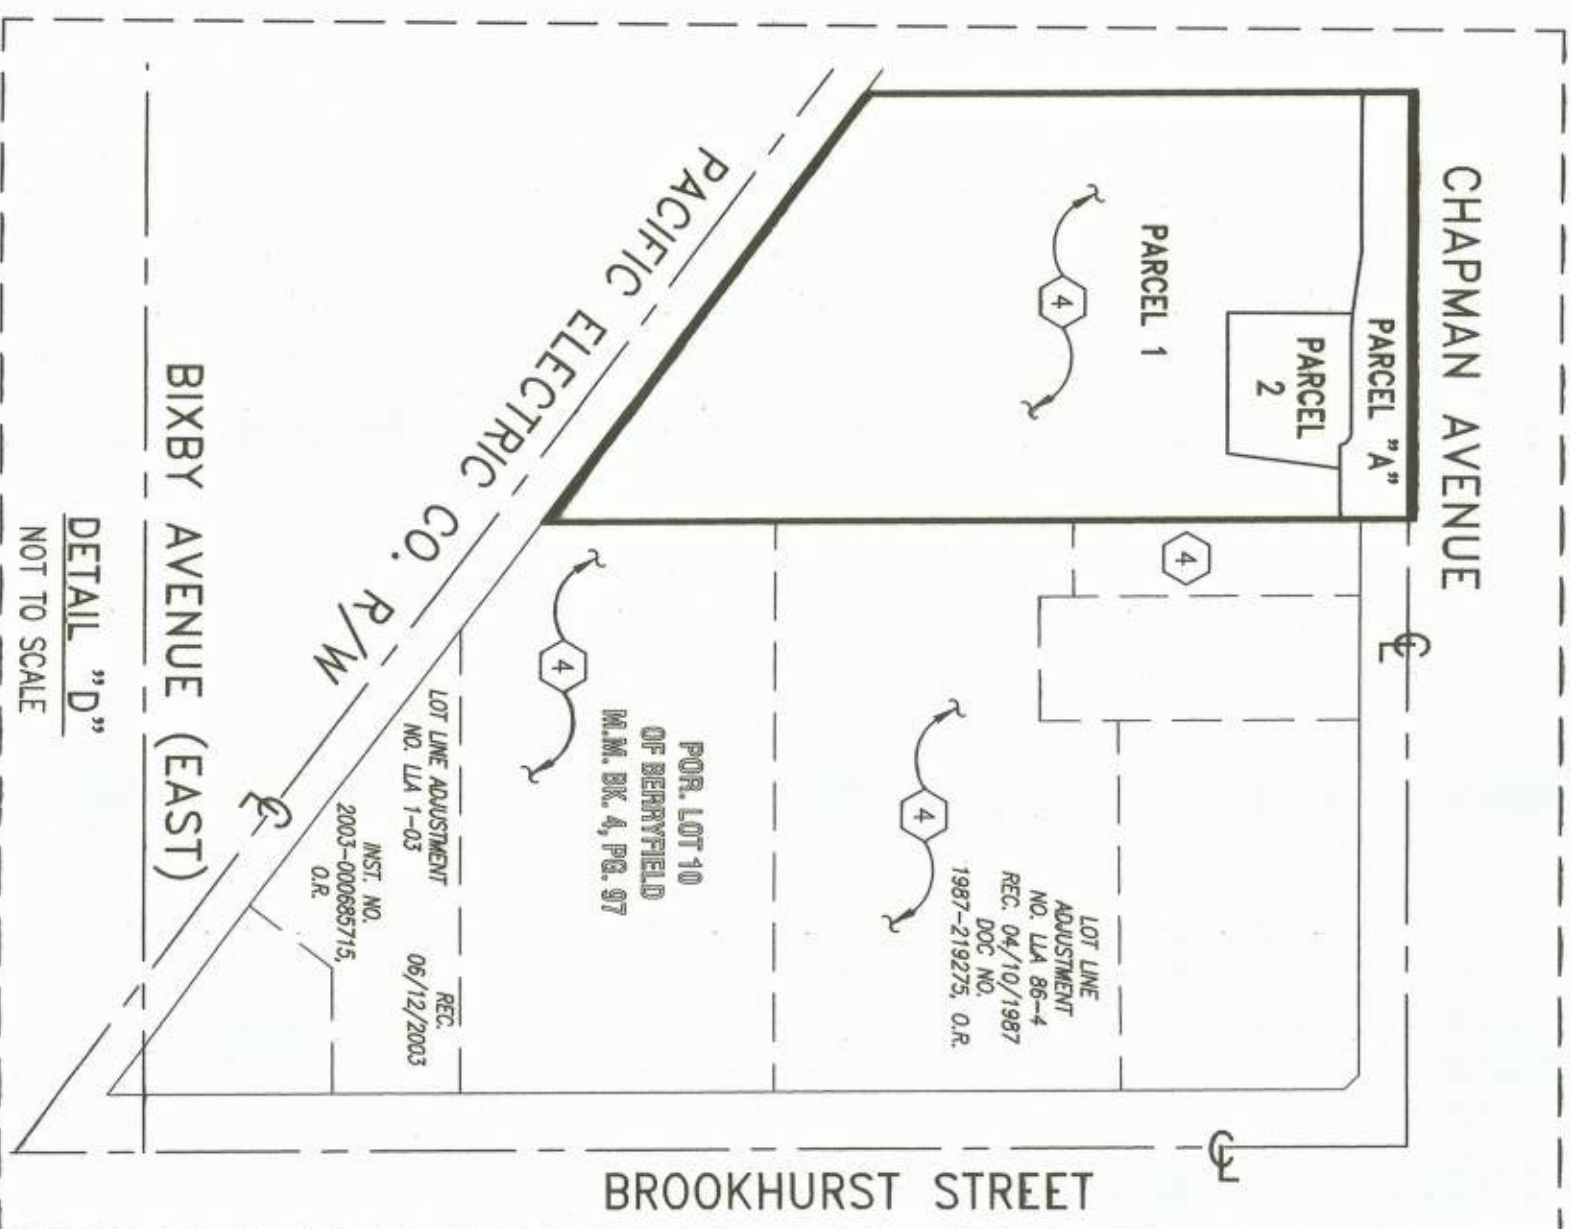 CHAPMAN AVENUE
PARCEL "A"
PARCEL
2
PARCEL 1
4
4
℄
LOT LINE
ADJUSTMENT
NO. LLA 86-4
REC. 04/10/1987
DOC NO.
1987-219275, O.R.
4
POR. LOT 10
OF BERRYFIELD
M.M. BK. 4, PG. 97
4
LOT LINE ADJUSTMENT REC.
NO. LLA 1-03 06/12/2003
INST. NO.
2003-000685715,
O.R.
PACIFIC ELECTRIC CO. R/W
℄
BROOKHURST STREET
℄
BIXBY AVENUE (EAST)
DETAIL "D"
NOT TO SCALE